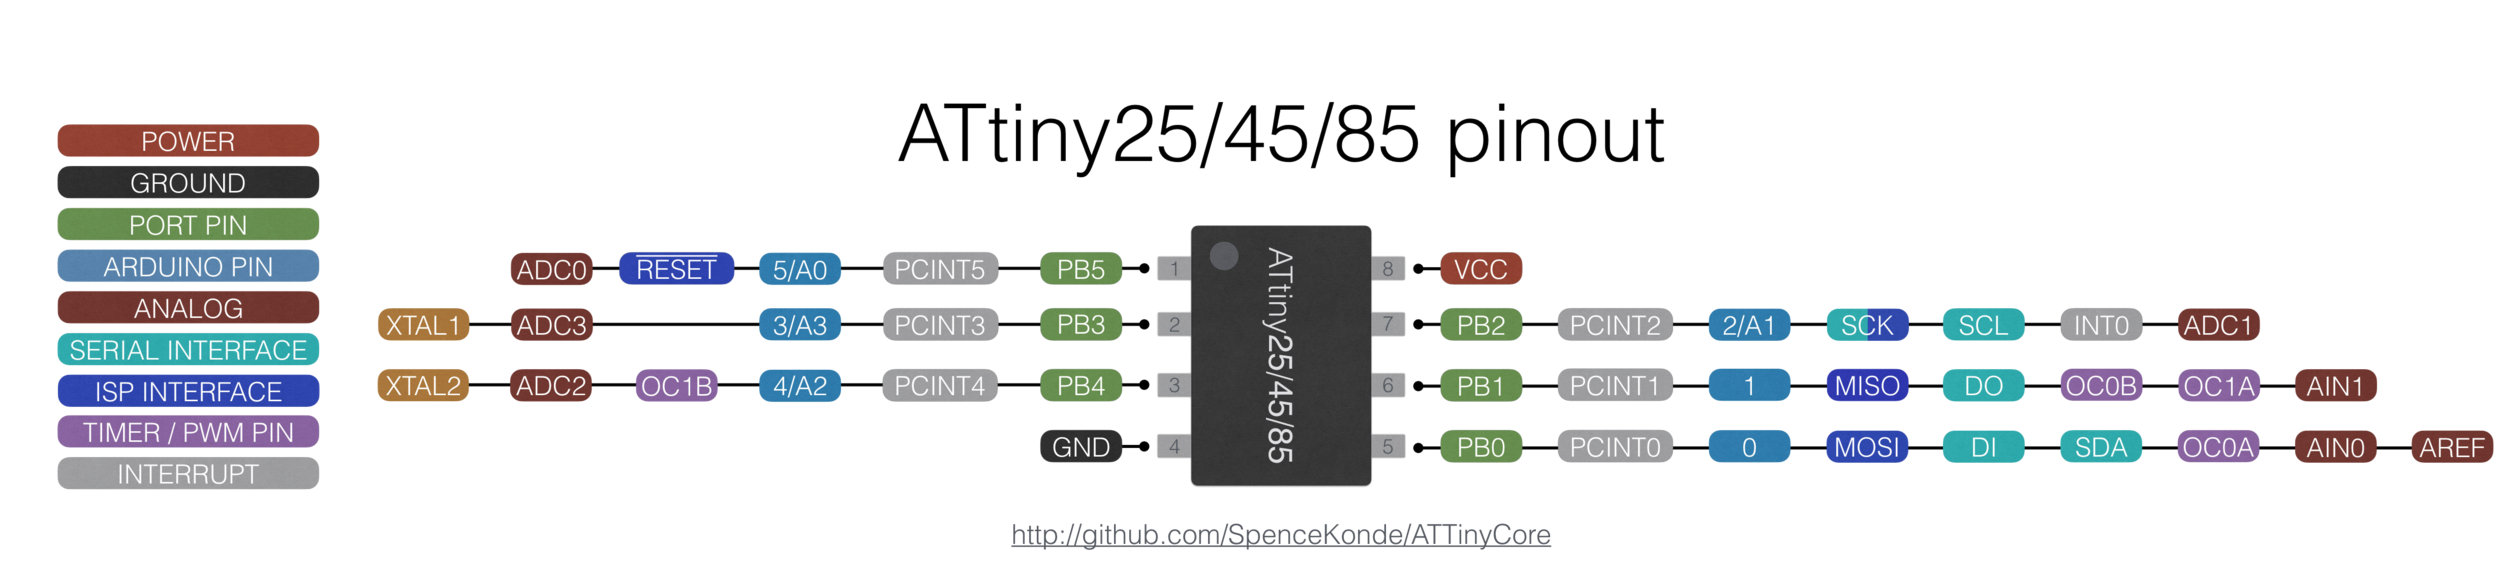 ATtiny25/45/85 pinout
POWER
GROUND
PORT PIN
ARDUINO PIN
ANALOG
SERIAL INTERFACE
ISP INTERFACE
TIMER / PWM PIN
INTERRUPT
ADC0 RESET 5/A0 PCINT5 PB5 1
XTAL1 ADC3 3/A3 PCINT3 PB3 2
XTAL2 ADC2 OC1B 4/A2 PCINT4 PB4 3
GND 4
ATtiny25/45/85
8 VCC
7 PB2 PCINT2 2/A1 SCK SCL INT0 ADC1
6 PB1 PCINT1 1 MISO DO OC0B OC1A AIN1
5 PB0 PCINT0 0 MOSI DI SDA OC0A AIN0 AREF
http://github.com/SpenceKonde/ATTinyCore